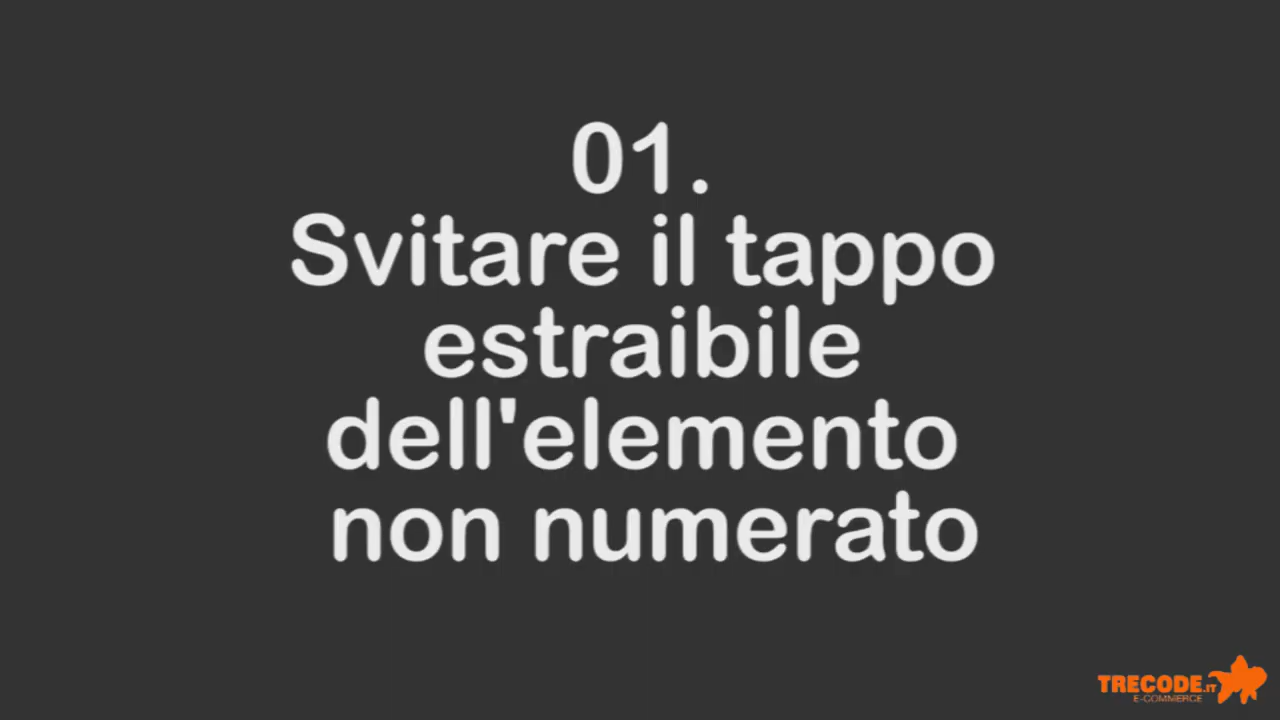 01.
Svitare il tappo
estraibile
dell'elemento
non numerato
TRECODE.IT
E-COMMERCE